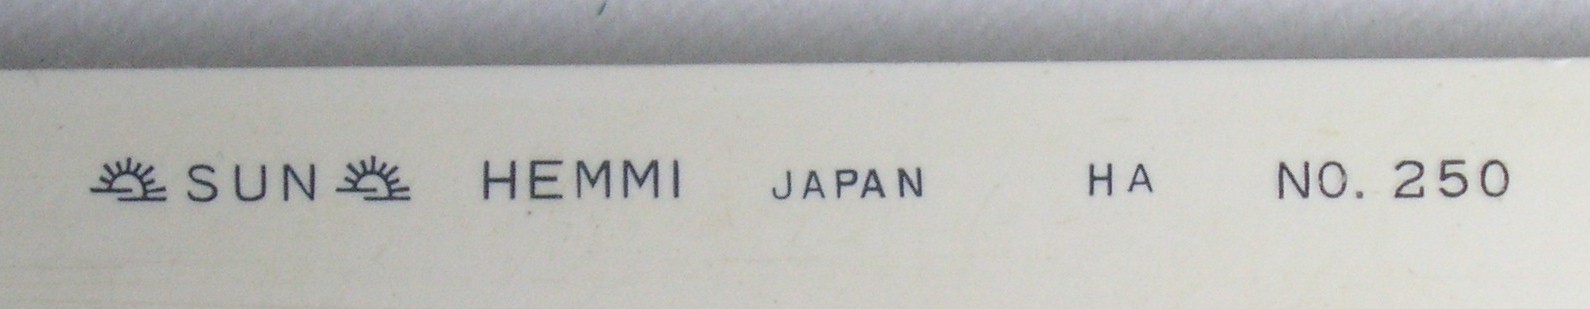 SUN HEMMI JAPAN HA NO. 250